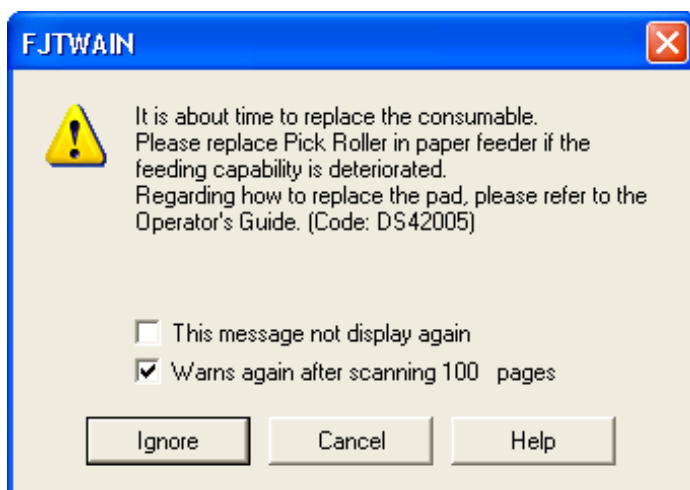 FJTWAIN
It is about time to replace the consumable.
Please replace Pick Roller in paper feeder if the
feeding capability is deteriorated.
Regarding how to replace the pad, please refer to the
Operator's Guide. (Code: DS42005)
This message not display again
Warns again after scanning 100 pages
Ignore Cancel Help